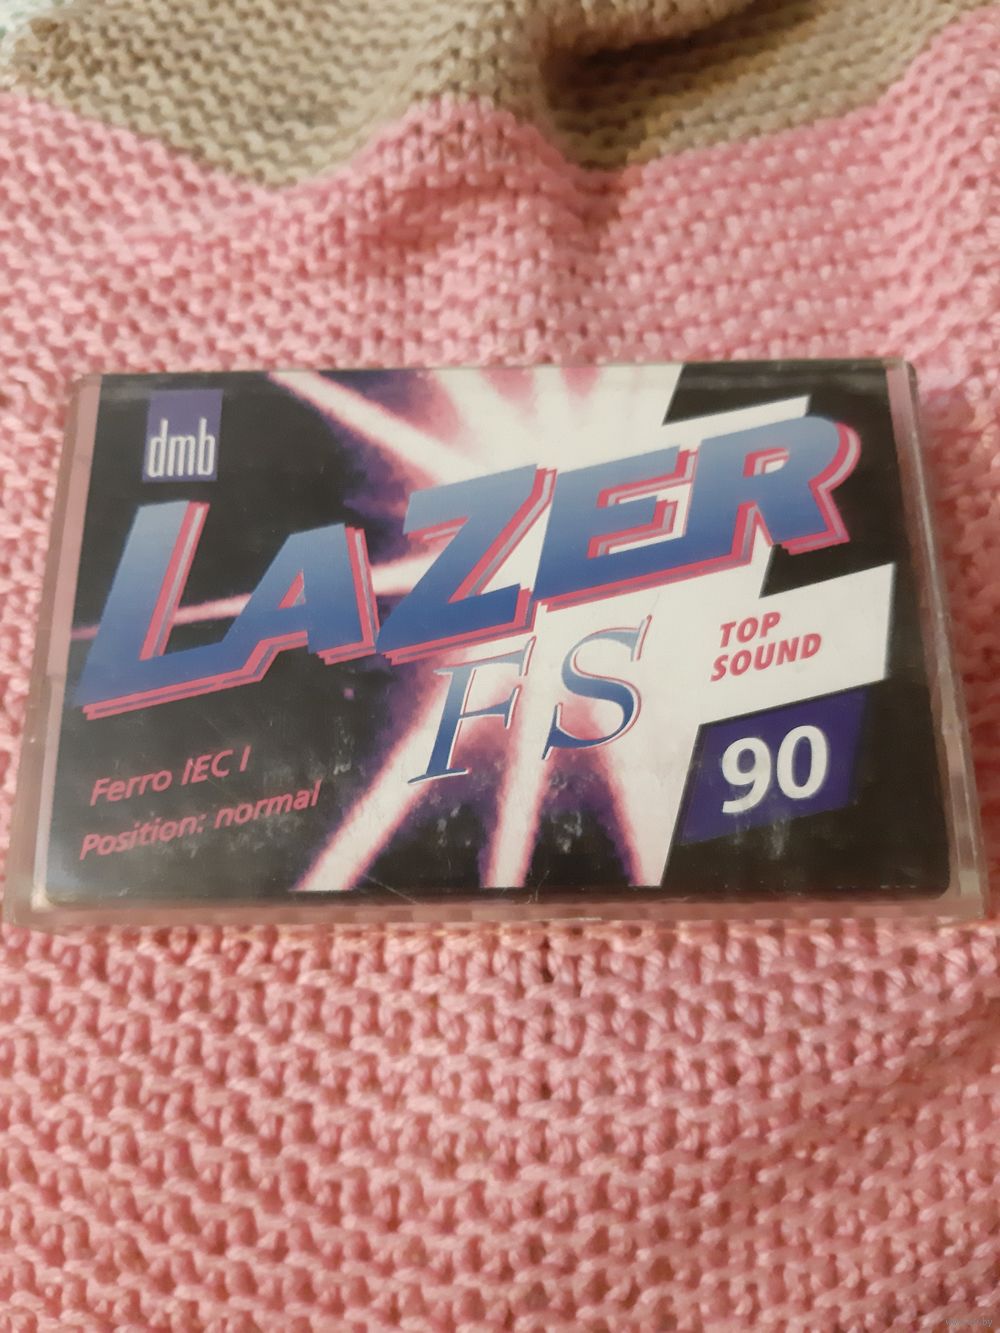 dmb
LAZER
FS
TOP
SOUND
90
Ferro IEC I
Position: normal